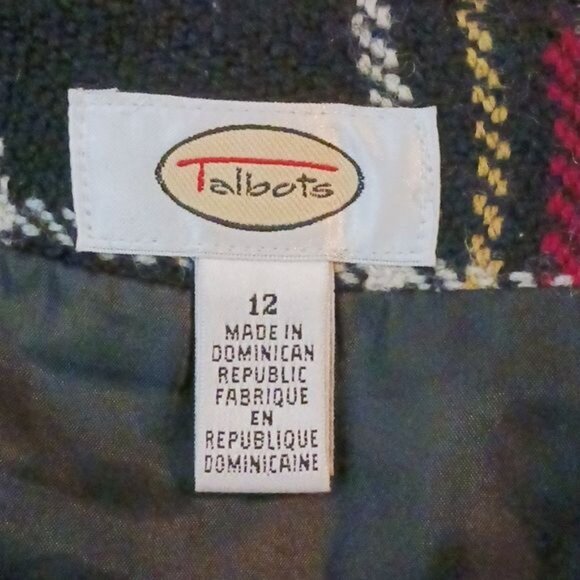 Talbots
12
MADE IN
DOMINICAN
REPUBLIC
FABRIQUE
EN
REPUBLIQUE
DOMINICAINE